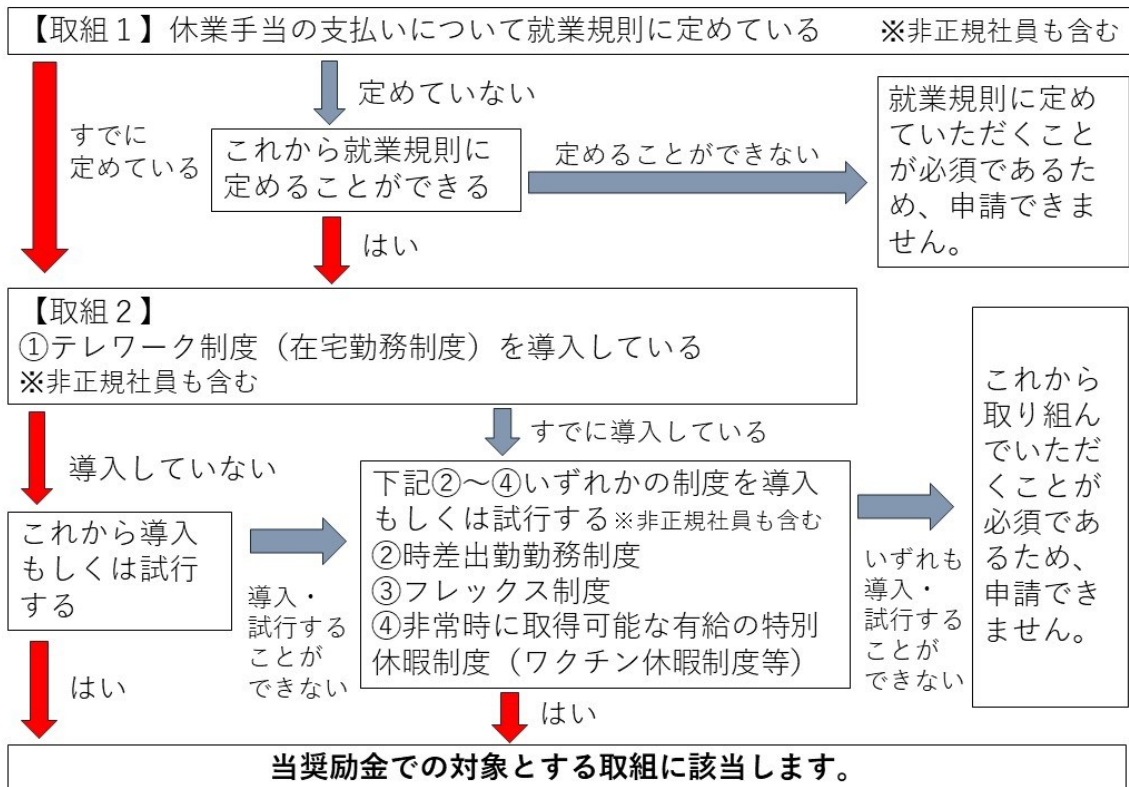 【取組１】休業手当の支払いについて就業規則に定めている　※非正規社員も含む
定めていない
すでに
定めている
これから就業規則に
定めることができる
定めることができない
就業規則に定め
ていただくこと
が必須であるた
め、申請できま
せん。
はい
【取組２】
①テレワーク制度（在宅勤務制度）を導入している
※非正規社員も含む
導入していない
すでに導入している
これから導入
もしくは試行
する
導入・
試行する
ことが
できない
下記②～④いずれかの制度を導入
もしくは試行する※非正規社員も含む
②時差出勤勤務制度
③フレックス制度
④非常時に取得可能な有給の特別
休暇制度（ワクチン休暇制度等）
いずれも
導入・
試行する
ことが
できない
これから
取り組ん
でいただ
くことが
必須であ
るため、
申請でき
ません。
はい
はい
当奨励金での対象とする取組に該当します。